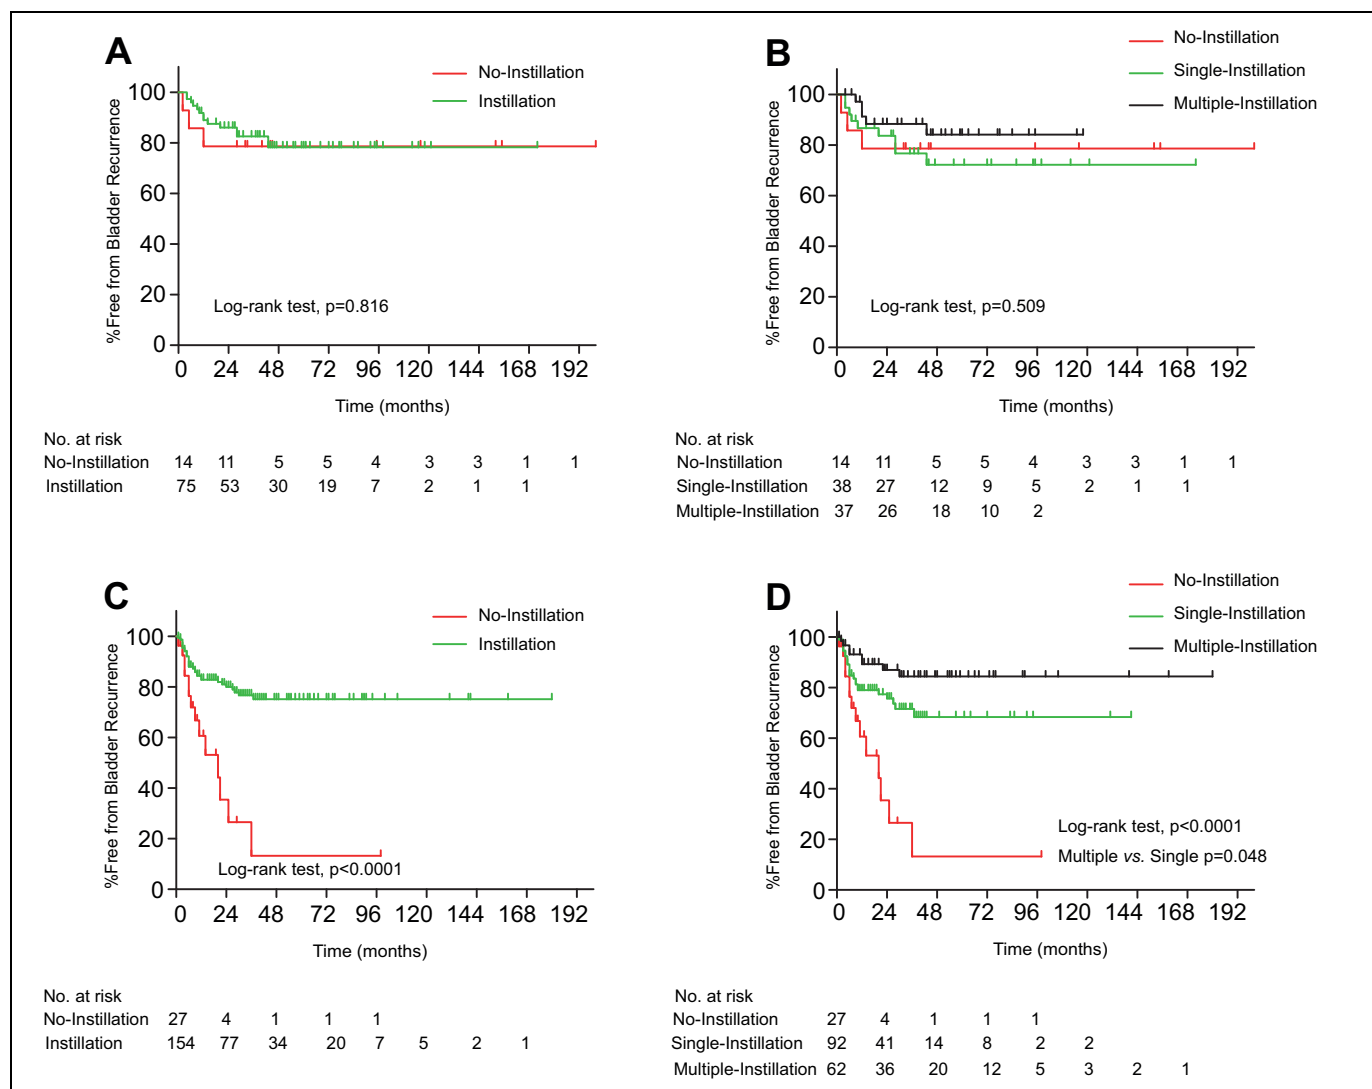 A
No-Instillation
Instillation
%Free from Bladder Recurrence
100
80
60
40
20
0
Log-rank test, p=0.816
0 24 48 72 96 120 144 168 192
Time (months)
No. at risk
No-Instillation 14 11 5 5 4 3 3 1 1
Instillation 75 53 30 19 7 2 1 1
B
No-Instillation
Single-Instillation
Multiple-Instillation
%Free from Bladder Recurrence
100
80
60
40
20
0
Log-rank test, p=0.509
0 24 48 72 96 120 144 168 192
Time (months)
No. at risk
No-Instillation 14 11 5 5 4 3 3 1 1
Single-Instillation 38 27 12 9 5 2 1 1
Multiple-Instillation 37 26 18 10 2
C
No-Instillation
Instillation
%Free from Bladder Recurrence
100
80
60
40
20
0
Log-rank test, p<0.0001
0 24 48 72 96 120 144 168 192
Time (months)
No. at risk
No-Instillation 27 4 1 1 1
Instillation 154 77 34 20 7 5 2 1
D
No-Instillation
Single-Instillation
Multiple-Instillation
%Free from Bladder Recurrence
100
80
60
40
20
0
Log-rank test, p<0.0001
Multiple vs. Single p=0.048
0 24 48 72 96 120 144 168 192
Time (months)
No. at risk
No-Instillation 27 4 1 1 1
Single-Instillation 92 41 14 8 2 2
Multiple-Instillation 62 36 20 12 5 3 2 1